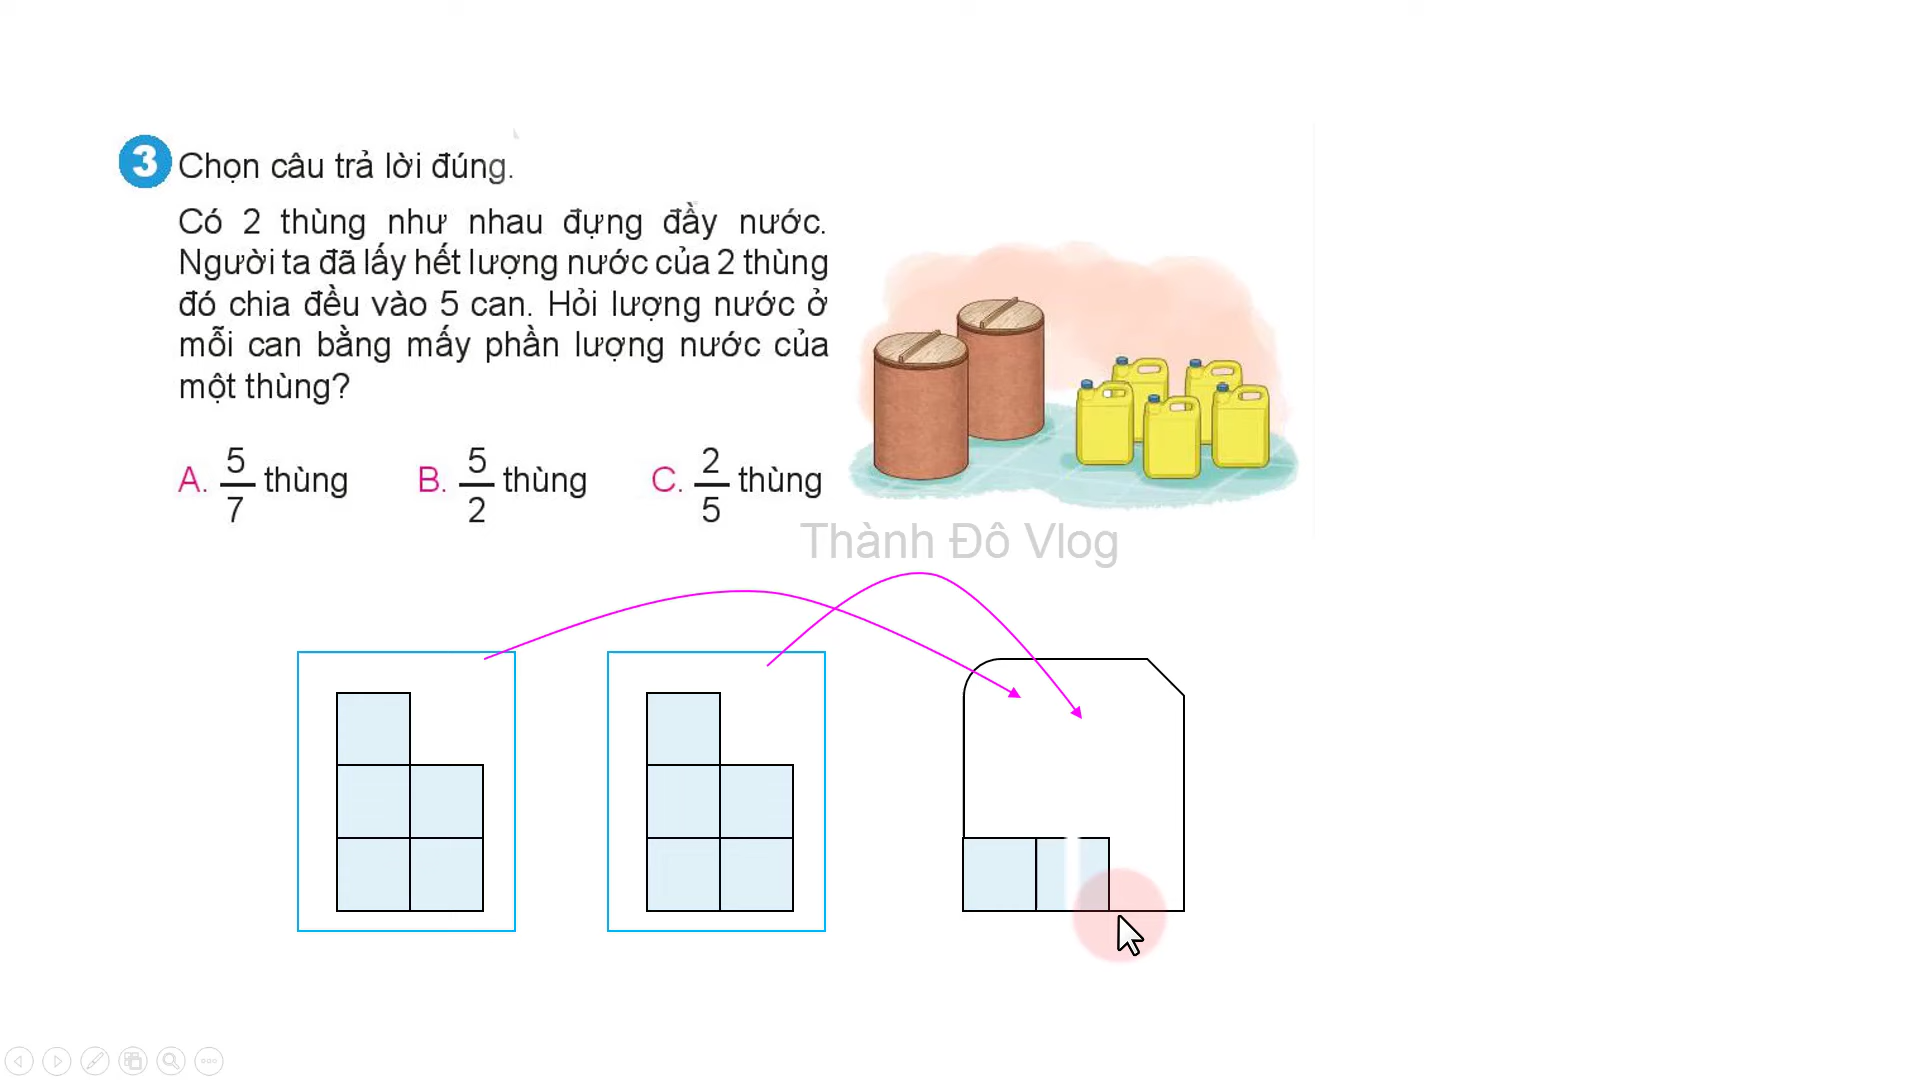 3 Chọn câu trả lời đúng.
Có 2 thùng như nhau đựng đầy nước.
Người ta đã lấy hết lượng nước của 2 thùng
đó chia đều vào 5 can. Hỏi lượng nước ở
mỗi can bằng mấy phần lượng nước của
một thùng?
A. 5/7 thùng B. 5/2 thùng C. 2/5 thùng
Thành Đô Vlog